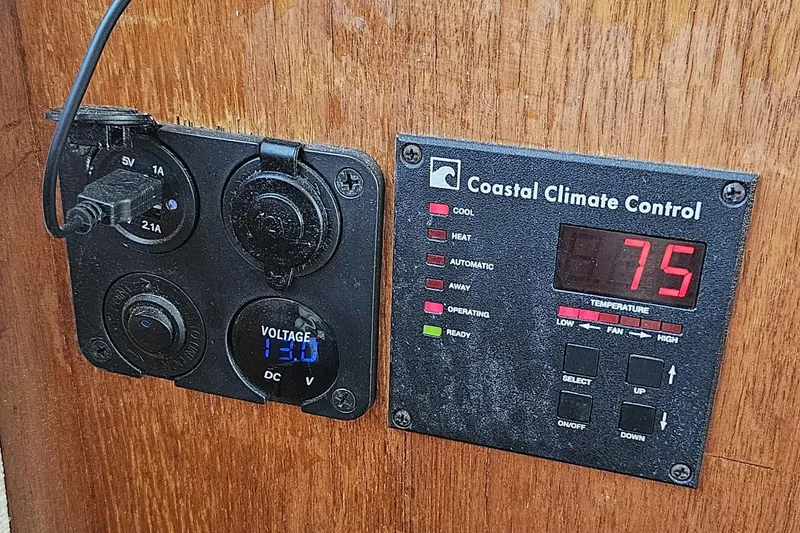 5V 1A
2.1A
VOLTAGE
13.0
DC V
Coastal Climate Control
COOL
HEAT
AUTOMATIC
AWAY
OPERATING
READY
75
TEMPERATURE
LOW ← FAN → HIGH
SELECT
UP ↑
ON/OFF
DOWN ↓